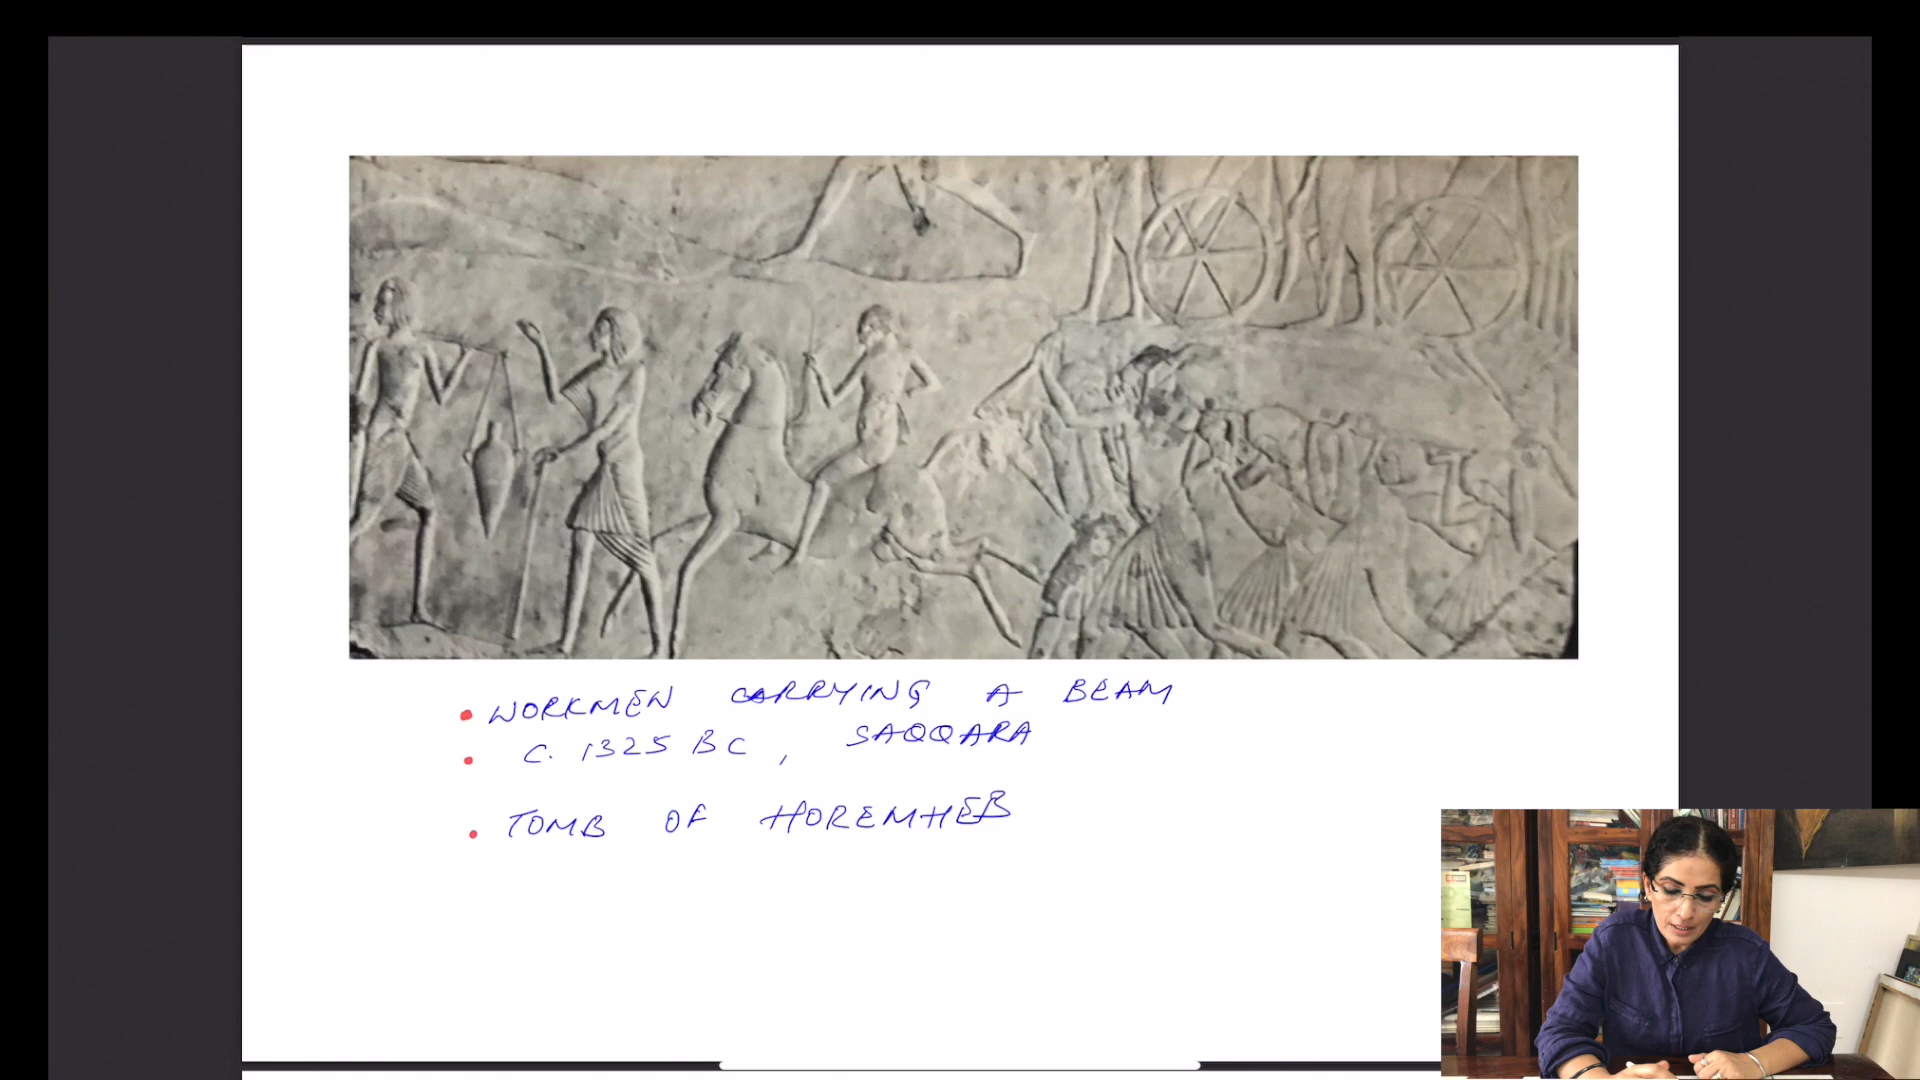 WORKMEN CARRYING A BEAM
C. 1325 BC, SAQQARA
TOMB OF HOREMHEB